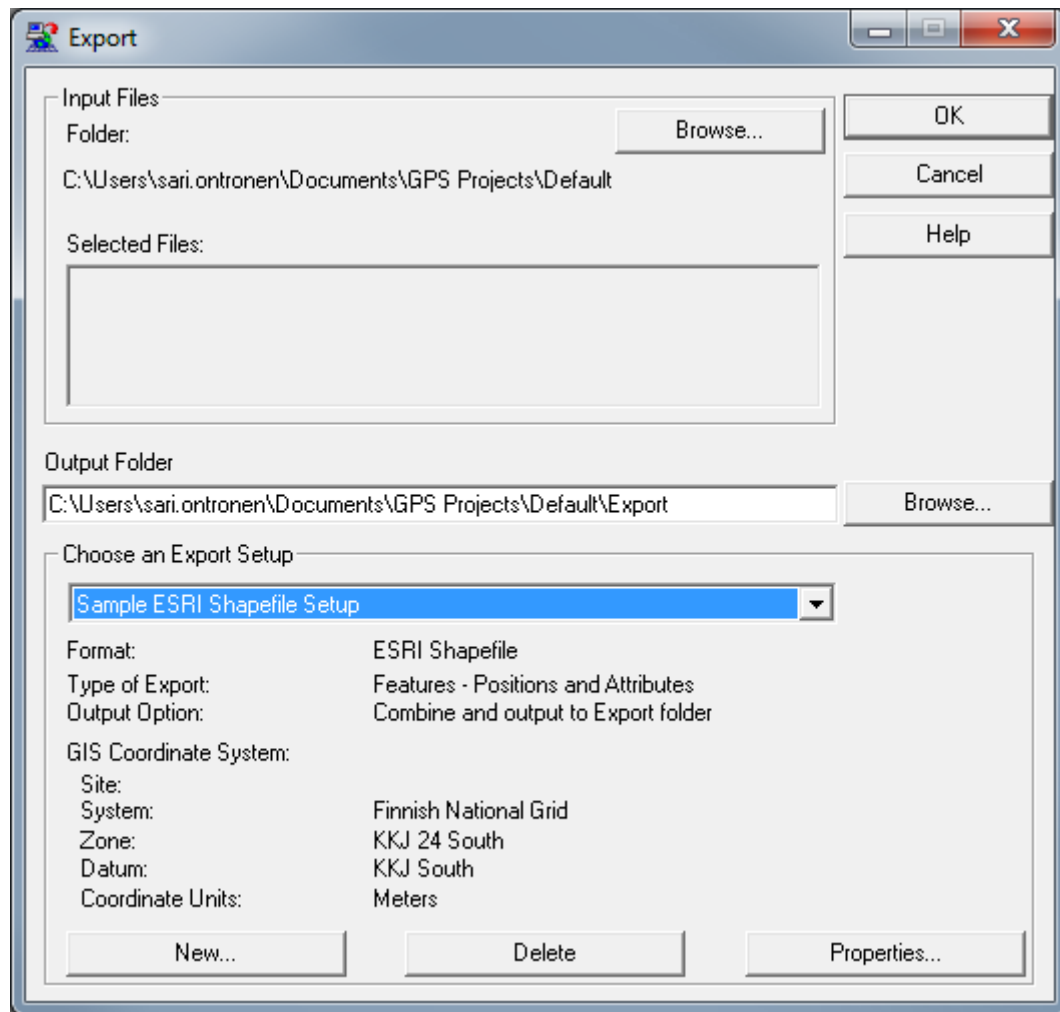 Export
Input Files
Folder:
Browse...
C:\Users\sari.ontronen\Documents\GPS Projects\Default
Selected Files:
OK
Cancel
Help
Output Folder
C:\Users\sari.ontronen\Documents\GPS Projects\Default\Export
Browse...
Choose an Export Setup
Sample ESRI Shapefile Setup
Format: ESRI Shapefile
Type of Export: Features - Positions and Attributes
Output Option: Combine and output to Export folder
GIS Coordinate System:
Site:
System: Finnish National Grid
Zone: KKJ 24 South
Datum: KKJ South
Coordinate Units: Meters
New...
Delete
Properties...